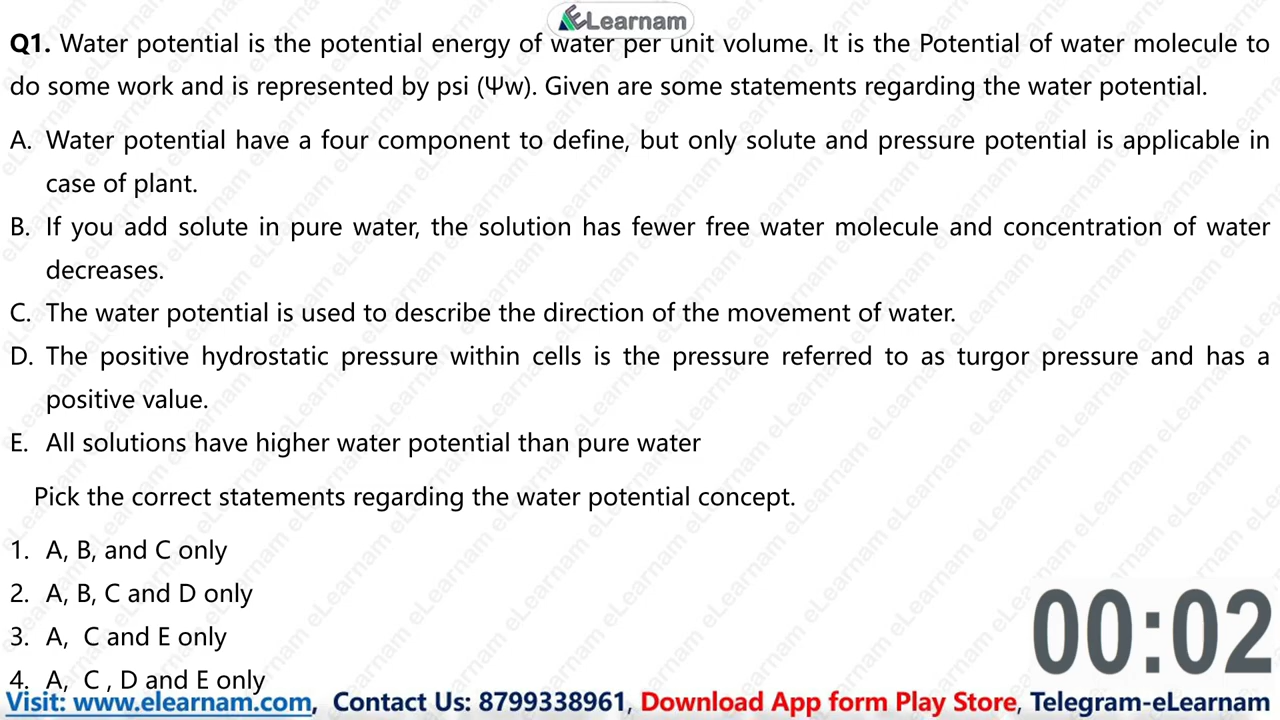 eLearnam
Q1. Water potential is the potential energy of water per unit volume. It is the Potential of water molecule to
do some work and is represented by psi (Ψw). Given are some statements regarding the water potential.
A. Water potential have a four component to define, but only solute and pressure potential is applicable in
case of plant.
B. If you add solute in pure water, the solution has fewer free water molecule and concentration of water
decreases.
C. The water potential is used to describe the direction of the movement of water.
D. The positive hydrostatic pressure within cells is the pressure referred to as turgor pressure and has a
positive value.
E. All solutions have higher water potential than pure water
Pick the correct statements regarding the water potential concept.
1. A, B, and C only
2. A, B, C and D only
3. A, C and E only
4. A, C , D and E only
00:02
Visit: www.elearnam.com, Contact Us: 8799338961, Download App form Play Store, Telegram-eLearnam